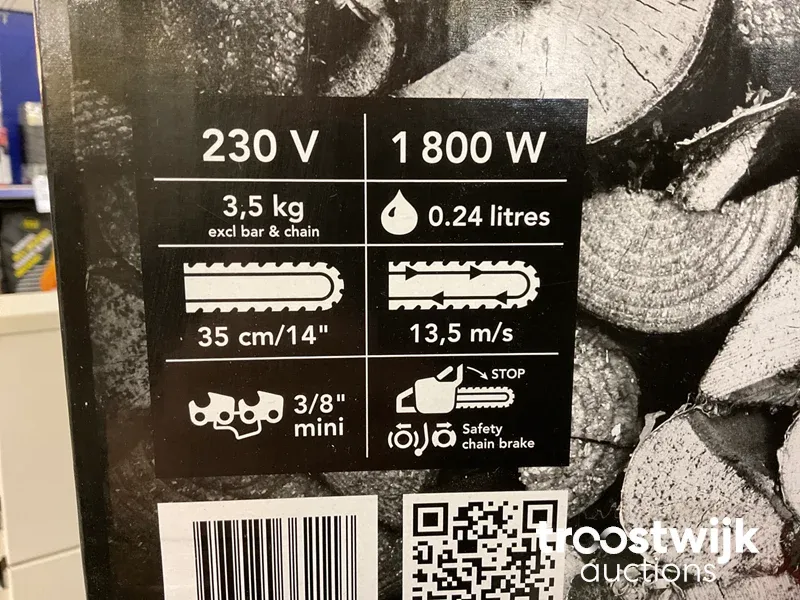 230 V
1 800 W
3,5 kg
excl bar & chain
0.24 litres
35 cm/14"
13,5 m/s
3/8"
mini
STOP
Safety
chain brake
troostwijk
auctions